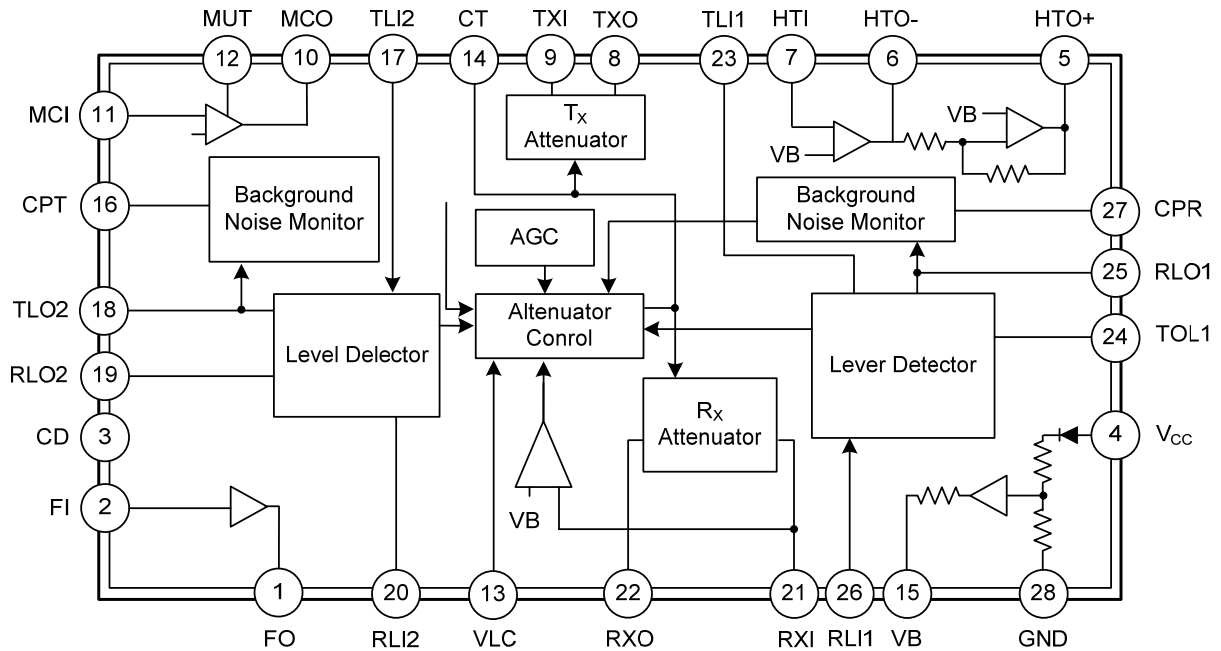 MUT MCO TLI2 CT TXI TXO TLI1 HTI HTO- HTO+
12 10 17 14 9 8 23 7 6 5
MCI 11
TX
Attenuator
VB
VB
CPT 16
Background
Noise Monitor
Background
Noise Monitor
27 CPR
AGC
25 RLO1
TLO2 18
Altenuator
Conrol
24 TOL1
Level Delector
Lever Detector
RLO2 19
RX
Attenuator
CD 3
4 VCC
FI 2
VB
1 20 13 22 21 26 15 28
FO RLI2 VLC RXO RXI RLI1 VB GND